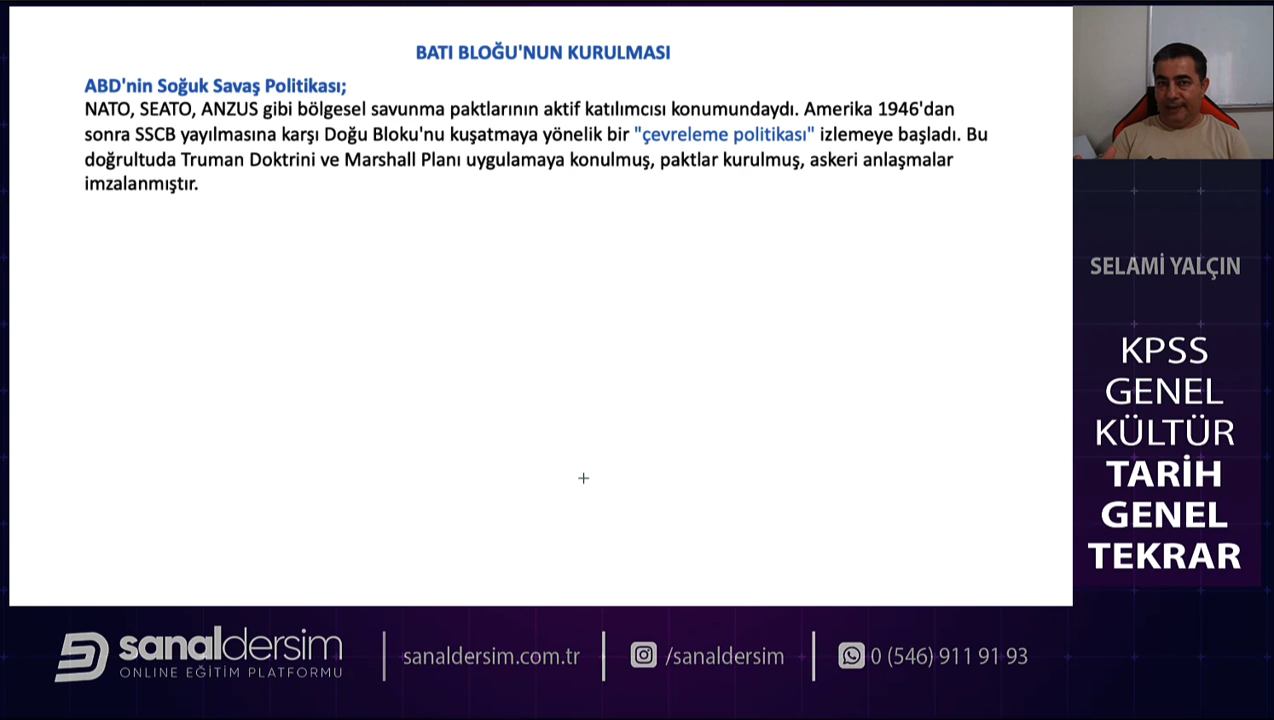 BATI BLOĞU'NUN KURULMASI
ABD'nin Soğuk Savaş Politikası;
NATO, SEATO, ANZUS gibi bölgesel savunma paktlarının aktif katılımcısı konumundaydı. Amerika 1946'dan
sonra SSCB yayılmasına karşı Doğu Bloku'nu kuşatmaya yönelik bir "çevreleme politikası" izlemeye başladı. Bu
doğrultuda Truman Doktrini ve Marshall Planı uygulamaya konulmuş, paktlar kurulmuş, askeri anlaşmalar
imzalanmıştır.
SELAMİ YALÇIN
KPSS
GENEL
KÜLTÜR
TARİH
GENEL
TEKRAR
sanaldersim
ONLINE EĞİTİM PLATFORMU
sanaldersim.com.tr
/sanaldersim
0 (546) 911 91 93